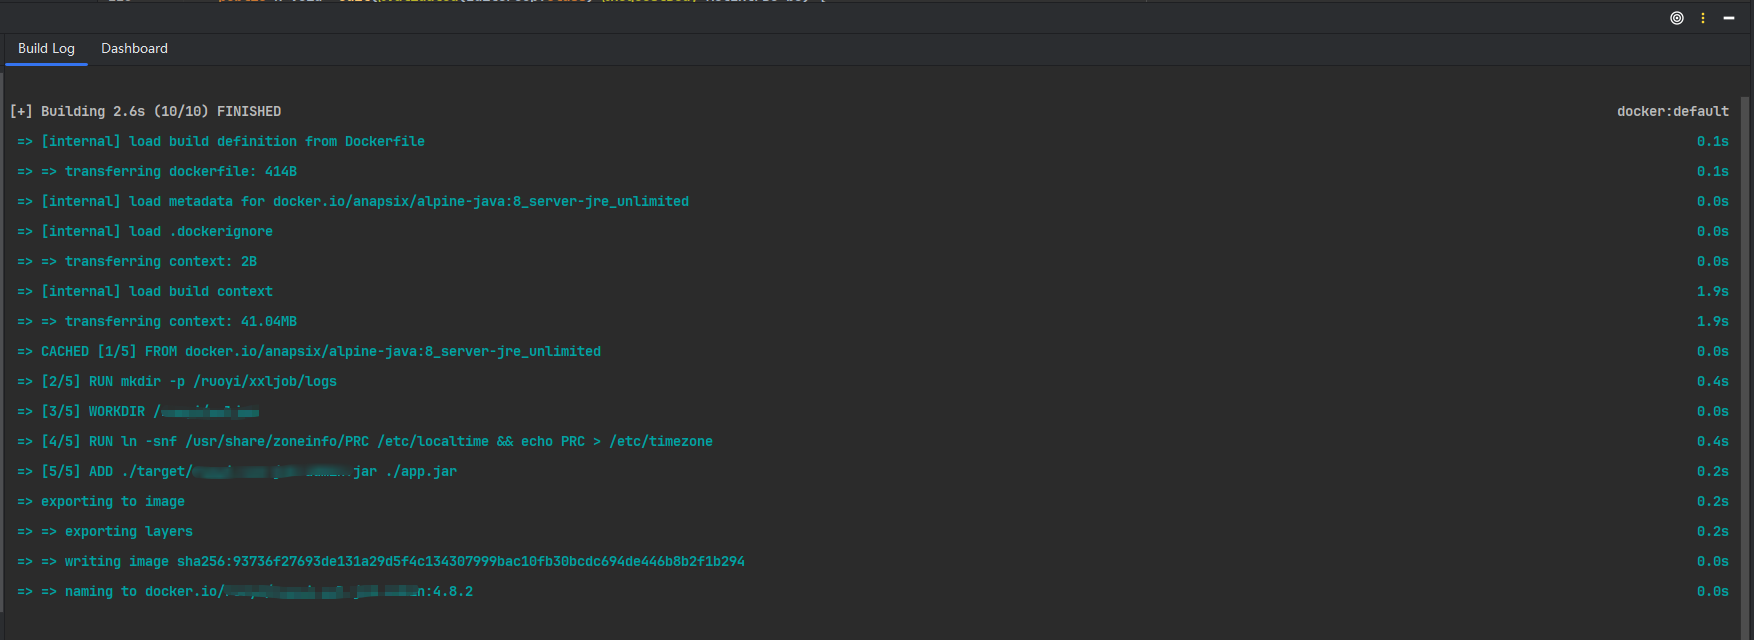 Build Log Dashboard
[+] Building 2.6s (10/10) FINISHED docker:default
=> [internal] load build definition from Dockerfile 0.1s
=> => transferring dockerfile: 414B 0.1s
=> [internal] load metadata for docker.io/anapsix/alpine-java:8_server-jre_unlimited 0.0s
=> [internal] load .dockerignore 0.0s
=> => transferring context: 2B 0.0s
=> [internal] load build context 1.9s
=> => transferring context: 41.04MB 1.9s
=> CACHED [1/5] FROM docker.io/anapsix/alpine-java:8_server-jre_unlimited 0.0s
=> [2/5] RUN mkdir -p /ruoyi/xxljob/logs 0.4s
=> [3/5] WORKDIR / 0.0s
=> [4/5] RUN ln -snf /usr/share/zoneinfo/PRC /etc/localtime && echo PRC > /etc/timezone 0.4s
=> [5/5] ADD ./target/ .jar ./app.jar 0.2s
=> exporting to image 0.2s
=> => exporting layers 0.2s
=> => writing image sha256:93736f27693de131a29d5f4c134307999bac10fb30bcdc694de446b8b2f1b294 0.0s
=> => naming to docker.io/ n:4.8.2 0.0s